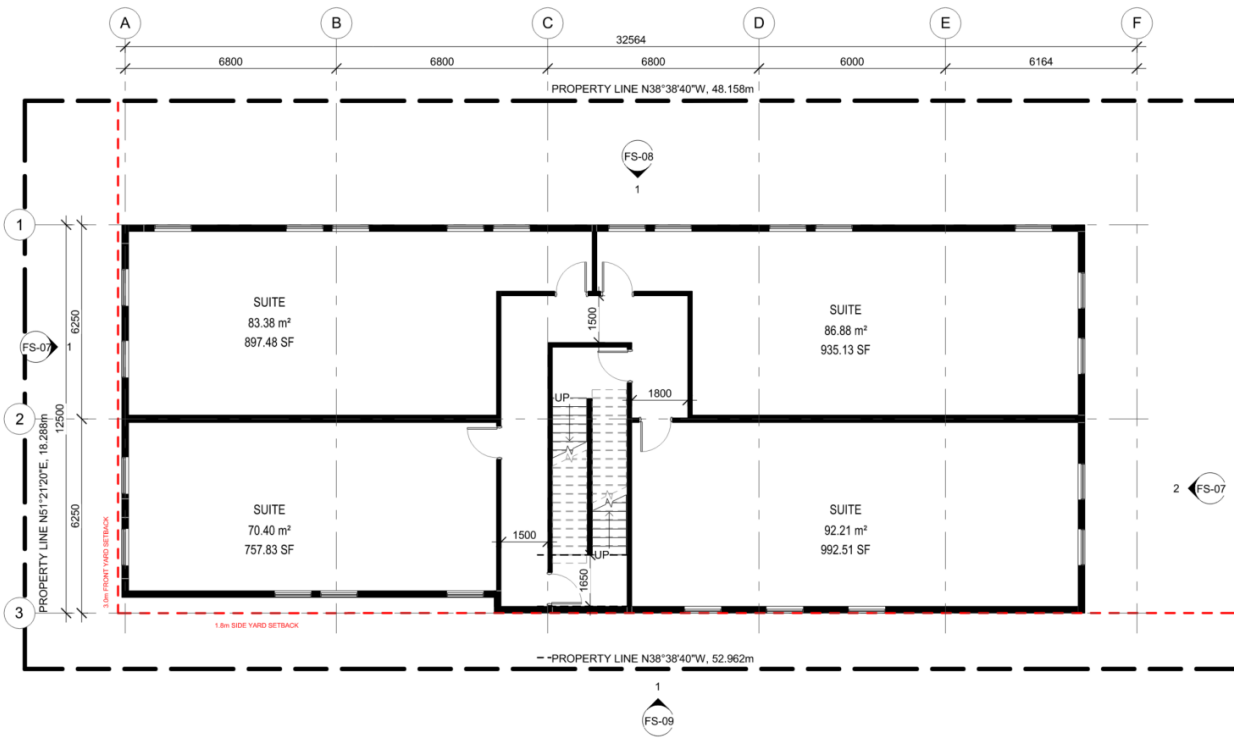 A B C D E F
32564
6800 6800 6800 6000 6164
PROPERTY LINE N38°38'40"W, 48.158m
FS-08
1
1
SUITE
83.38 m²
897.48 SF
SUITE
86.88 m²
935.13 SF
1500
6250
FS-07 1
1800
UP
2
12500
PROPERTY LINE N51°21'20"E, 18.288m
6250
SUITE
70.40 m²
757.83 SF
SUITE
92.21 m²
992.51 SF
2 FS-07
1500
UP
1650
3.0m FRONT YARD SETBACK
3
1.8m SIDE YARD SETBACK
PROPERTY LINE N38°38'40"W, 52.962m
1
FS-09